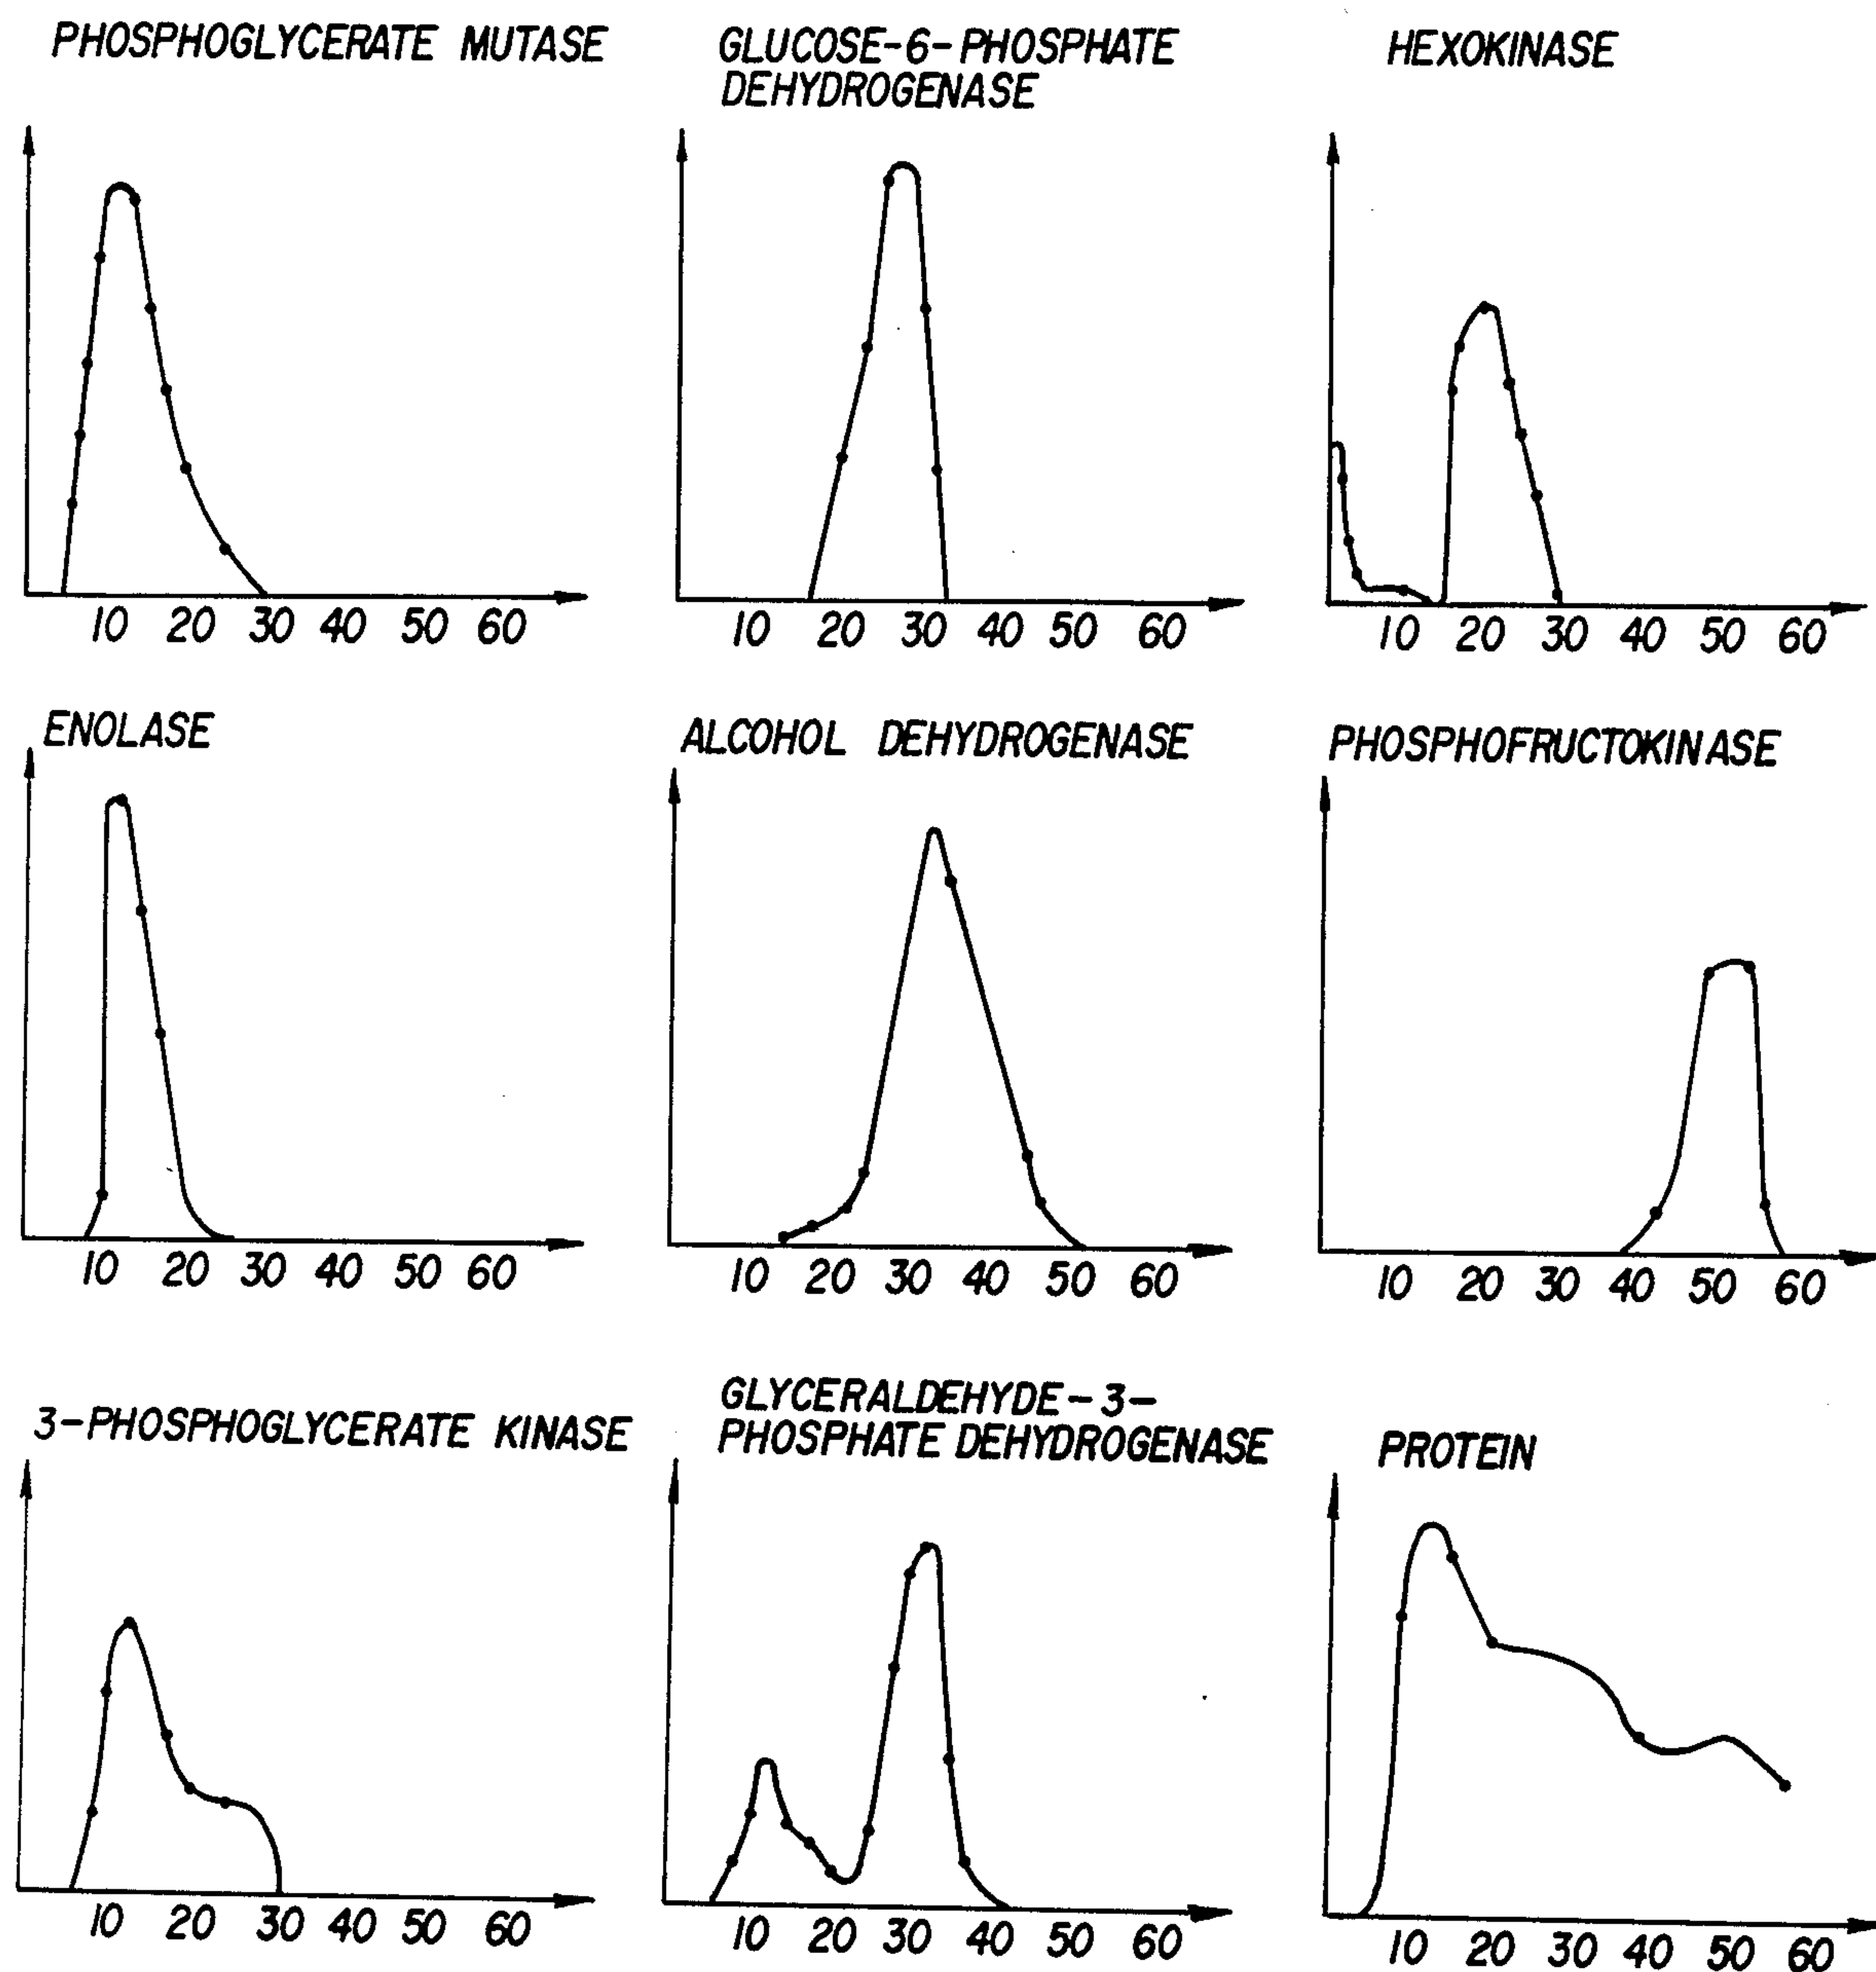 PHOSPHOGLYCERATE MUTASE
10 20 30 40 50 60
GLUCOSE-6-PHOSPHATE
DEHYDROGENASE
10 20 30 40 50 60
HEXOKINASE
10 20 30 40 50 60
ENOLASE
10 20 30 40 50 60
ALCOHOL DEHYDROGENASE
10 20 30 40 50 60
PHOSPHOFRUCTOKINASE
10 20 30 40 50 60
3-PHOSPHOGLYCERATE KINASE
10 20 30 40 50 60
GLYCERALDEHYDE-3-
PHOSPHATE DEHYDROGENASE
10 20 30 40 50 60
PROTEIN
10 20 30 40 50 60